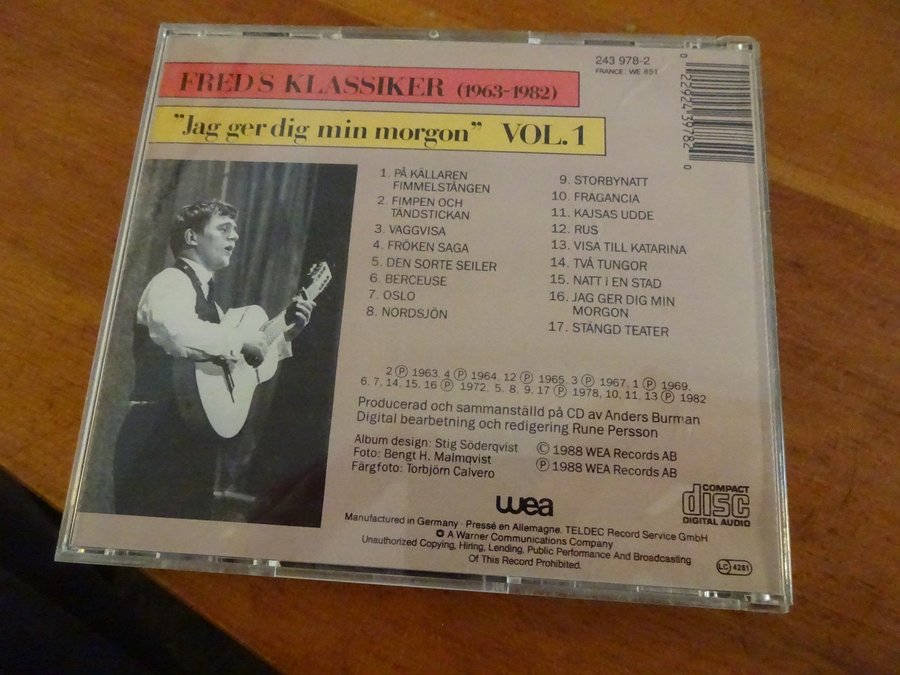 243 978-2
FRANCE: WE 851
0 22924 39782 0
FRED'S KLASSIKER (1963-1982)
"Jag ger dig min morgon" VOL.1
1. PÅ KÄLLAREN
FIMMELSTÅNGEN
2. FIMPEN OCH
TÄNDSTICKAN
3. VAGGVISA
4. FRÖKEN SAGA
5. DEN SORTE SEILER
6. BERCEUSE
7. OSLO
8. NORDSJÖN
9. STORBYNATT
10. FRAGANCIA
11. KAJSAS UDDE
12. RUS
13. VISA TILL KATARINA
14. TVÅ TUNGOR
15. NATT I EN STAD
16. JAG GER DIG MIN
MORGON
17. STÄNGD TEATER
2 ℗ 1963, 4 ℗ 1964, 12 ℗ 1965, 3 ℗ 1967, 1 ℗ 1969,
6, 7, 14, 15, 16 ℗ 1972, 5, 8, 9, 17 ℗ 1978, 10, 11, 13 ℗ 1982
Producerad och sammanställd på CD av Anders Burman
Digital bearbetning och redigering Rune Persson
Album design: Stig Söderqvist
Foto: Bengt H. Malmqvist
Färgfoto: Torbjörn Calvero
© 1988 WEA Records AB
℗ 1988 WEA Records AB
wea
COMPACT
disc
DIGITAL AUDIO
Manufactured in Germany · Pressé en Allemagne. TELDEC Record Service GmbH
A Warner Communications Company
Unauthorized Copying, Hiring, Lending, Public Performance And Broadcasting
Of This Record Prohibited.
LC 4281